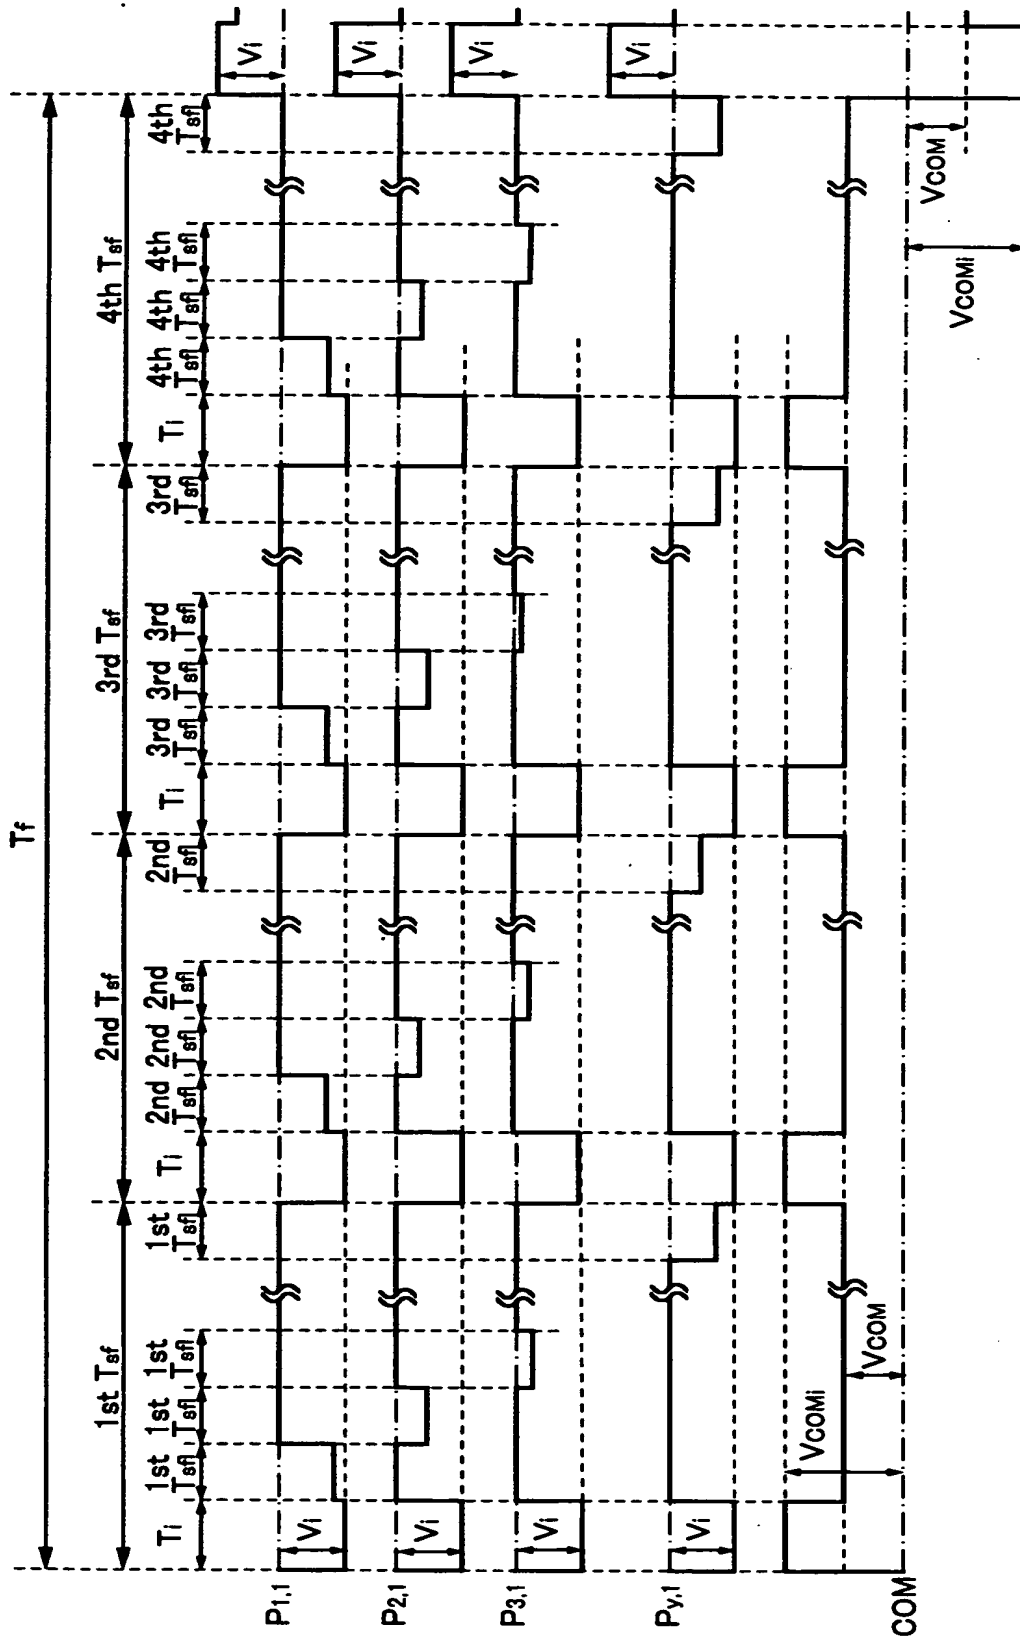 Tf
1st Tsf
2nd Tsf
3rd Tsf
4th Tsf
Ti
1st Tsfl
1st Tsfl
1st Tsfl
1st Tsfl
Ti
2nd Tsfl
2nd Tsfl
2nd Tsfl
2nd Tsfl
Ti
3rd Tsfl
3rd Tsfl
3rd Tsfl
3rd Tsfl
Ti
4th Tsfl
4th Tsfl
4th Tsfl
4th Tsfl
P1,1
Vi
Vi
P2,1
Vi
Vi
P3,1
Vi
Vi
Py,1
Vi
Vi
VCOMi
VCOM
COM
VCOMi
VCOM